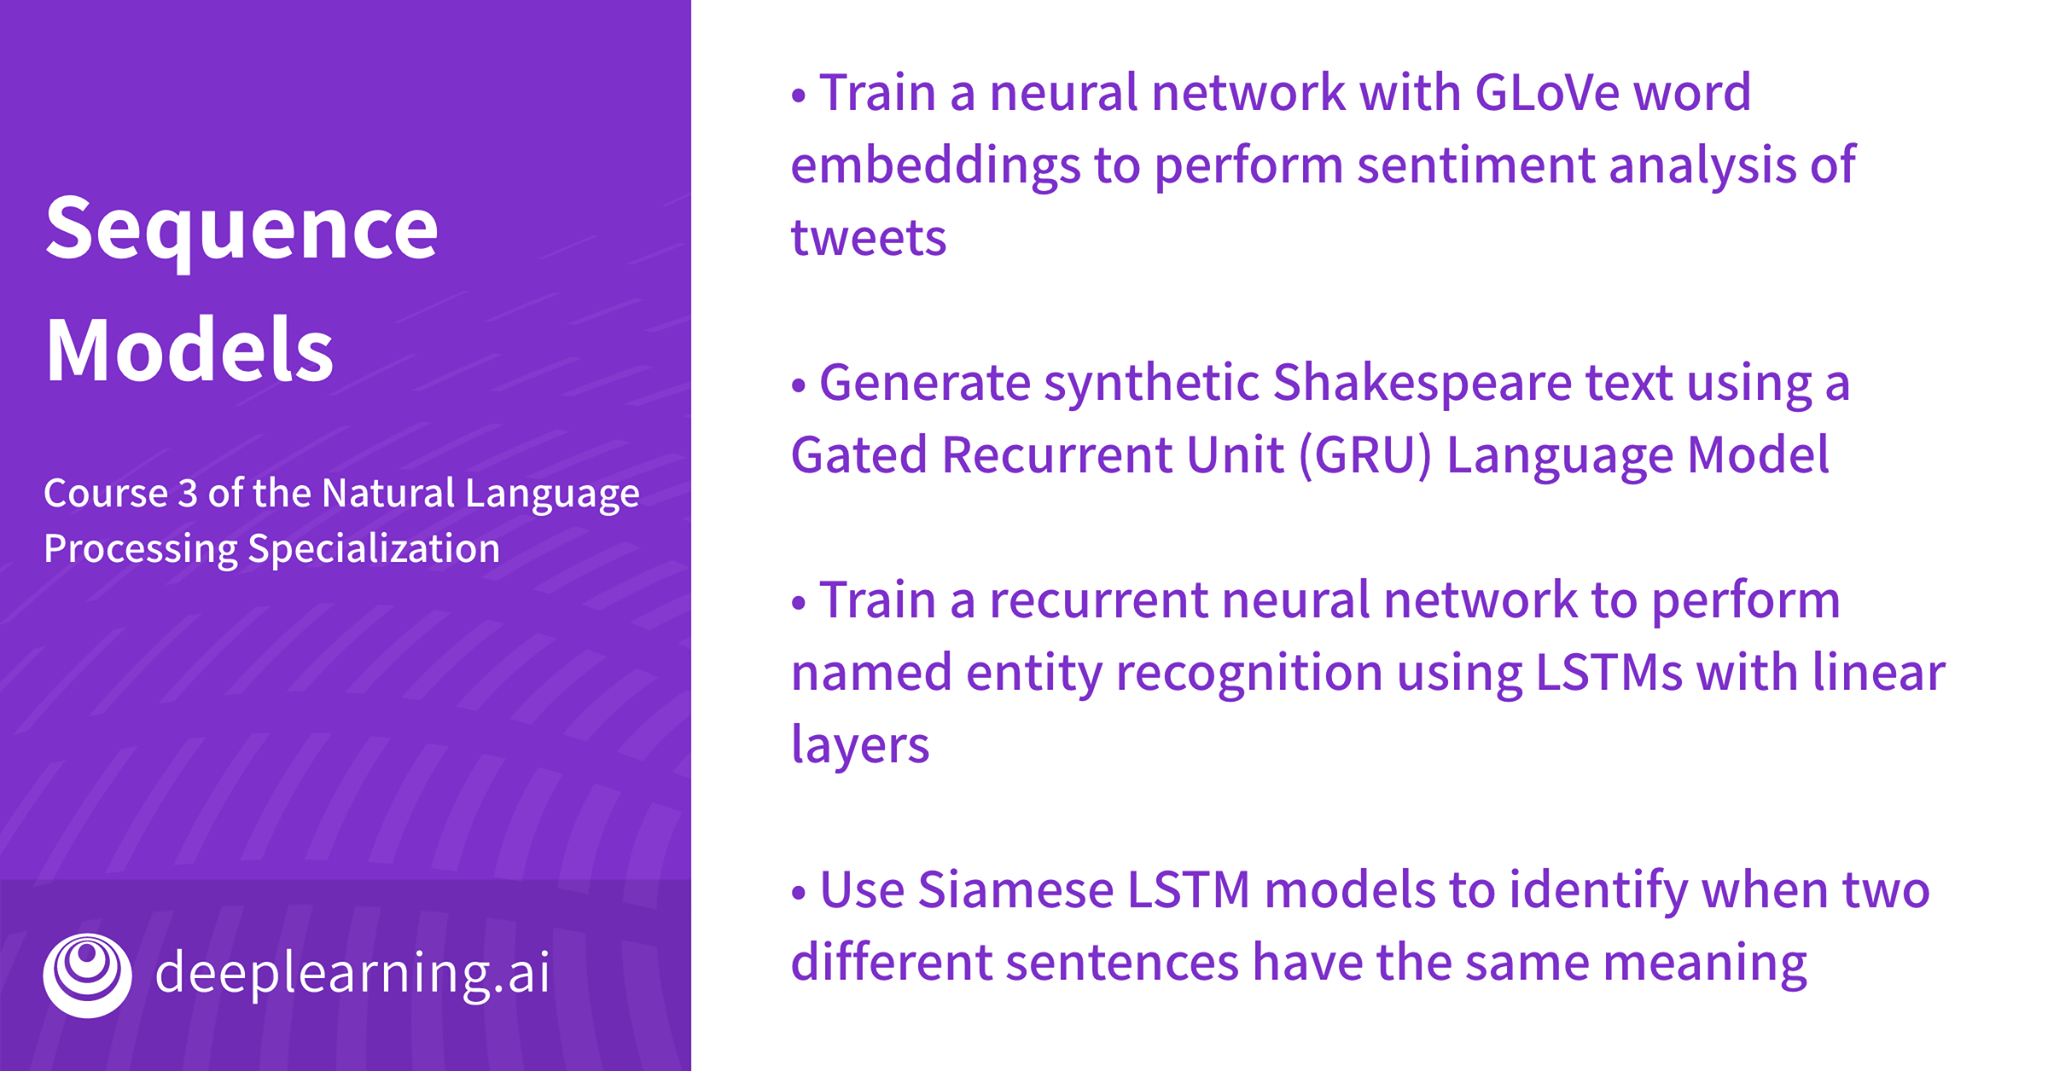 Sequence
Models
Course 3 of the Natural Language
Processing Specialization
deeplearning.ai
• Train a neural network with GLoVe word
embeddings to perform sentiment analysis of
tweets
• Generate synthetic Shakespeare text using a
Gated Recurrent Unit (GRU) Language Model
• Train a recurrent neural network to perform
named entity recognition using LSTMs with linear
layers
• Use Siamese LSTM models to identify when two
different sentences have the same meaning